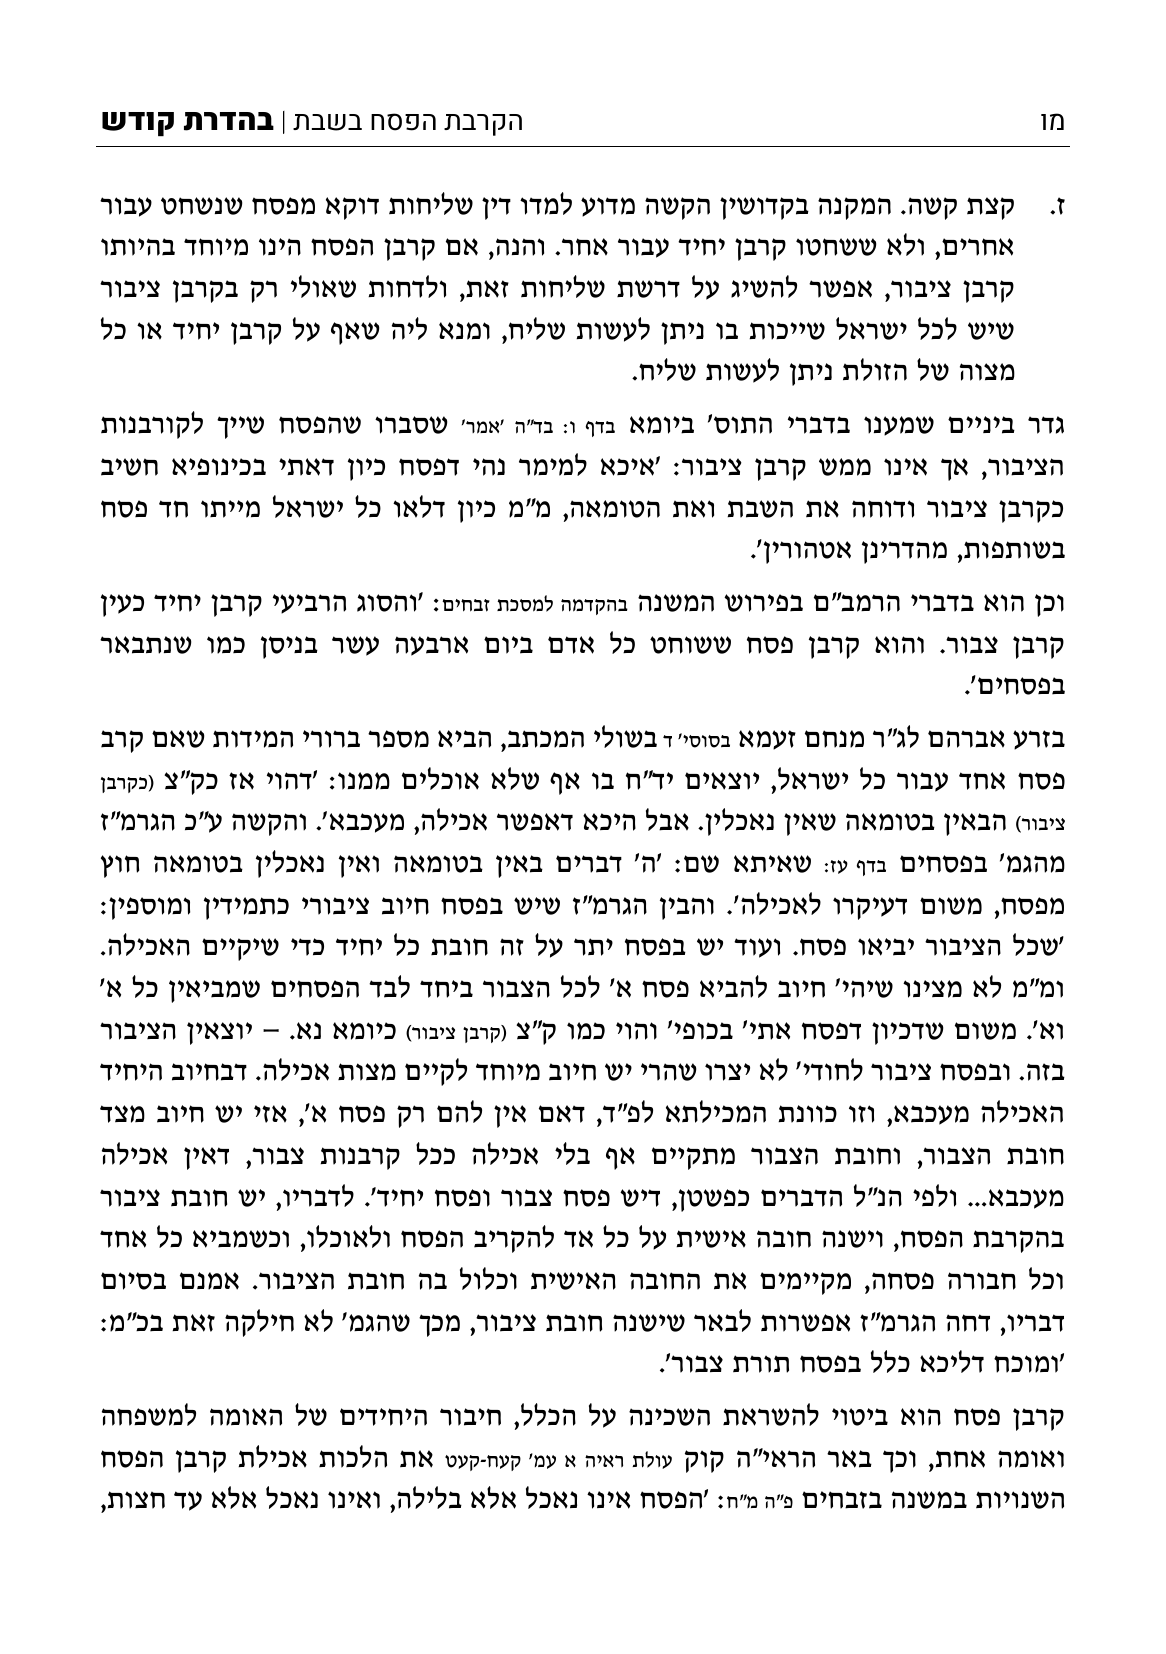 מו הקרבת הפסח בשבת | בהדרת קודש
ז. קצת קשה. המקנה בקדושין הקשה מדוע למדו דין שליחות דוקא מפסח שנשחט עבור
אחרים, ולא ששחטו קרבן יחיד עבור אחר. והנה, אם קרבן הפסח הינו מיוחד בהיותו
קרבן ציבור, אפשר להשיג על דרשת שליחות זאת, ולדחות שאולי רק בקרבן ציבור
שיש לכל ישראל שייכות בו ניתן לעשות שליח, ומנא ליה שאף על קרבן יחיד או כל
מצוה של הזולת ניתן לעשות שליח.
גדר ביניים שמענו בדברי התוס' ביומא בדף ו: בד"ה 'אמר' שסברו שהפסח שייך לקורבנות
הציבור, אך אינו ממש קרבן ציבור: 'איכא למימר נהי דפסח כיון דאתי בכינופיא חשיב
כקרבן ציבור ודוחה את השבת ואת הטומאה, מ"מ כיון דלאו כל ישראל מייתו חד פסח
בשותפות, מהדרינן אטהורין'.
וכן הוא בדברי הרמב"ם בפירוש המשנה בהקדמה למסכת זבחים: 'והסוג הרביעי קרבן יחיד כעין
קרבן צבור. והוא קרבן פסח ששוחט כל אדם ביום ארבעה עשר בניסן כמו שנתבאר
בפסחים'.
בזרע אברהם לג"ר מנחם זעמא בסוסי' ד בשולי המכתב, הביא מספר ברורי המידות שאם קרב
פסח אחד עבור כל ישראל, יוצאים יד"ח בו אף שלא אוכלים ממנו: 'דהוי אז כק"צ (כקרבן
ציבור) הבאין בטומאה שאין נאכלין. אבל היכא דאפשר אכילה, מעכבא'. והקשה ע"כ הגרמ"ז
מהגמ' בפסחים בדף עז: שאיתא שם: 'ה' דברים באין בטומאה ואין נאכלין בטומאה חוץ
מפסח, משום דעיקרו לאכילה'. והבין הגרמ"ז שיש בפסח חיוב ציבורי כתמידין ומוספין:
'שכל הציבור יביאו פסח. ועוד יש בפסח יתר על זה חובת כל יחיד כדי שיקיים האכילה.
ומ"מ לא מצינו שיהי' חיוב להביא פסח א' לכל הצבור ביחד לבד הפסחים שמביאין כל א'
וא'. משום שדכיון דפסח אתי' בכופי' והוי כמו ק"צ (קרבן ציבור) כיומא נא. – יוצאין הציבור
בזה. ובפסח ציבור לחודי' לא יצרו שהרי יש חיוב מיוחד לקיים מצות אכילה. דבחיוב היחיד
האכילה מעכבא, וזו כוונת המכילתא לפ"ד, דאם אין להם רק פסח א', אזי יש חיוב מצד
חובת הצבור, וחובת הצבור מתקיים אף בלי אכילה ככל קרבנות צבור, דאין אכילה
מעכבא... ולפי הנ"ל הדברים כפשטן, דיש פסח צבור ופסח יחיד'. לדבריו, יש חובת ציבור
בהקרבת הפסח, וישנה חובה אישית על כל אד להקריב הפסח ולאוכלו, וכשמביא כל אחד
וכל חבורה פסחה, מקיימים את החובה האישית וכלול בה חובת הציבור. אמנם בסיום
דבריו, דחה הגרמ"ז אפשרות לבאר שישנה חובת ציבור, מכך שהגמ' לא חילקה זאת בכ"מ:
'ומוכח דליכא כלל בפסח תורת צבור'.
קרבן פסח הוא ביטוי להשראת השכינה על הכלל, חיבור היחידים של האומה למשפחה
ואומה אחת, וכך באר הראי"ה קוק עולת ראיה א עמ' קעח-קעט את הלכות אכילת קרבן הפסח
השנויות במשנה בזבחים פ"ה מ"ח: 'הפסח אינו נאכל אלא בלילה, ואינו נאכל אלא עד חצות,